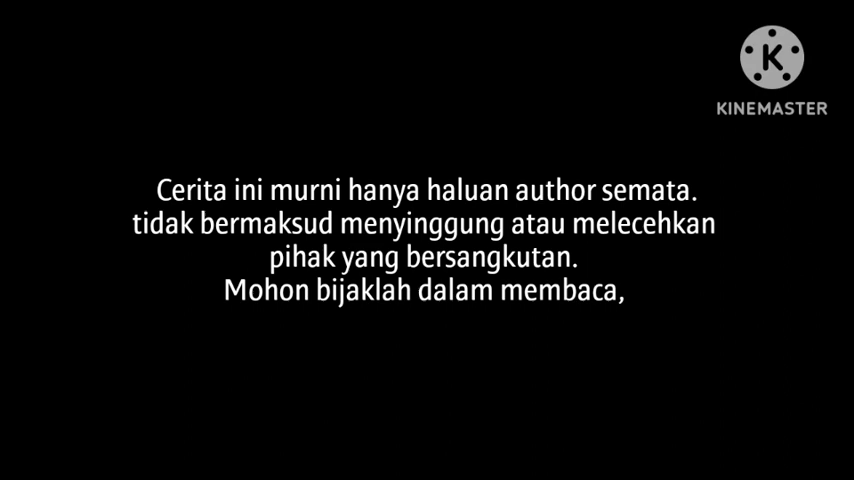 K
KINEMASTER
Cerita ini murni hanya haluan author semata.
tidak bermaksud menyinggung atau melecehkan
pihak yang bersangkutan.
Mohon bijaklah dalam membaca,